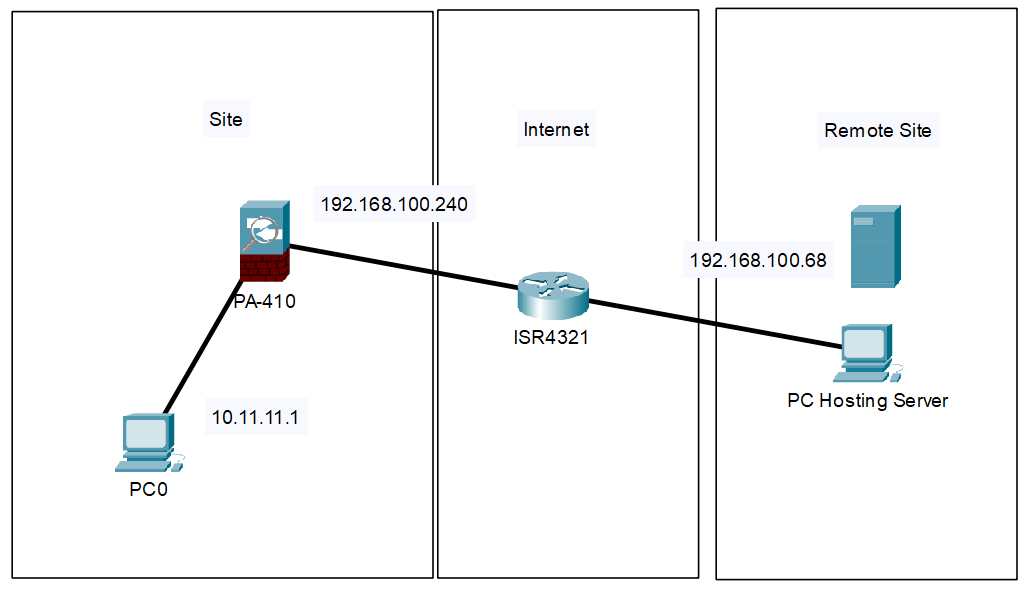 Site
Internet
Remote Site
192.168.100.240
192.168.100.68
PA-410
ISR4321
PC Hosting Server
10.11.11.1
PC0